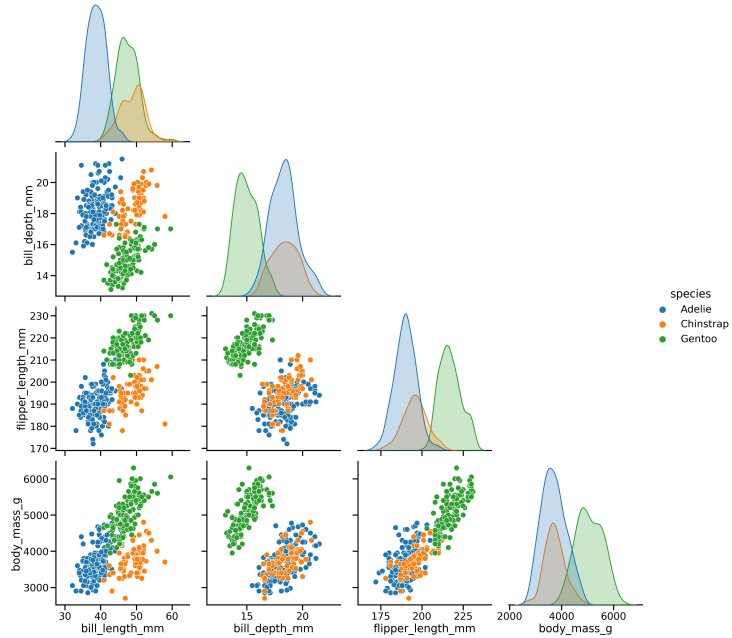 bill_depth_mm
20
18
16
14
flipper_length_mm
230
220
210
200
190
180
170
species
Adelie
Chinstrap
Gentoo
body_mass_g
6000
5000
4000
3000
30 40 50 60
bill_length_mm
15 20
bill_depth_mm
175 200 225
flipper_length_mm
2000 4000 6000
body_mass_g